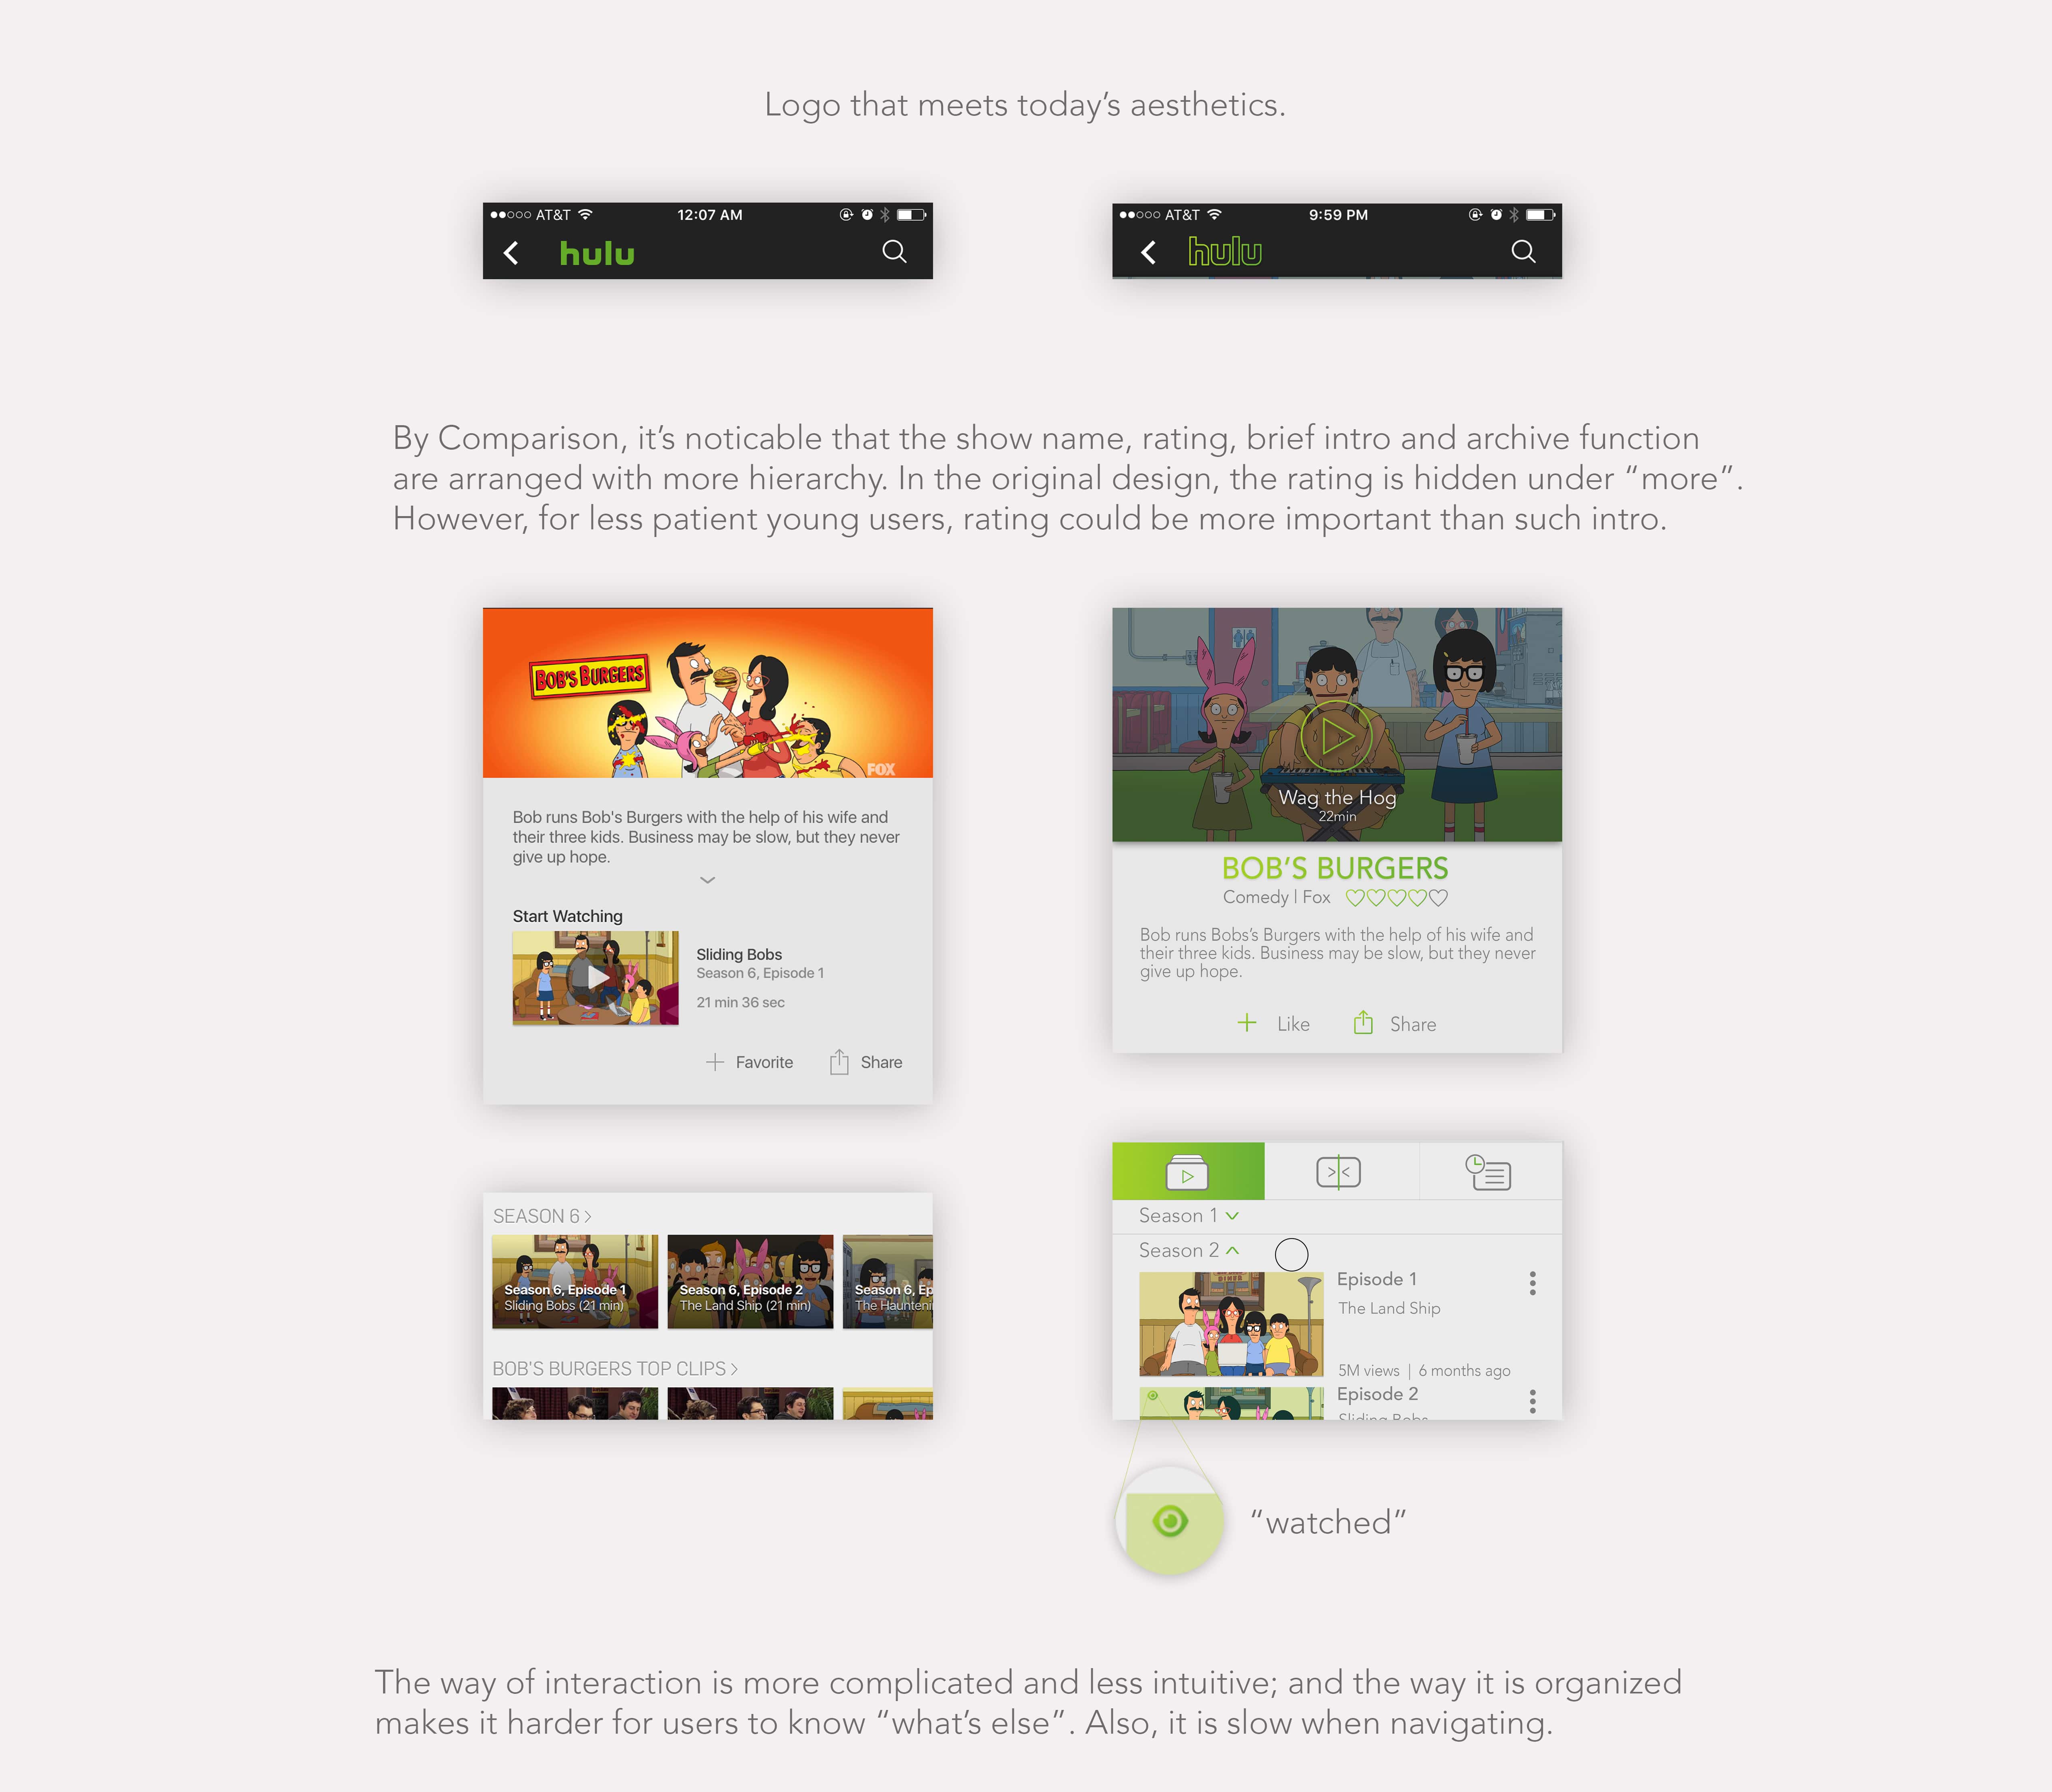 Logo that meets today’s aesthetics.
AT&T 12:07 AM
hulu
AT&T 9:59 PM
hulu
By Comparison, it’s noticable that the show name, rating, brief intro and archive function
are arranged with more hierarchy. In the original design, the rating is hidden under “more”.
However, for less patient young users, rating could be more important than such intro.
BOB'S BURGERS
FOX
Bob runs Bob's Burgers with the help of his wife and
their three kids. Business may be slow, but they never
give up hope.
Start Watching
Sliding Bobs
Season 6, Episode 1
21 min 36 sec
Favorite Share
Wag the Hog
22min
BOB’S BURGERS
Comedy | Fox
Bob runs Bobs’s Burgers with the help of his wife and
their three kids. Business may be slow, but they never
give up hope.
Like Share
SEASON 6 >
Season 6, Episode 1
Sliding Bobs (21 min)
Season 6, Episode 2
The Land Ship (21 min)
Season 6, Ep
The Haunteni
BOB'S BURGERS TOP CLIPS >
Season 1
Season 2
DINER
Episode 1
The Land Ship
5M views | 6 months ago
Episode 2
Sliding Bobs
“watched”
The way of interaction is more complicated and less intuitive; and the way it is organized
makes it harder for users to know “what’s else”. Also, it is slow when navigating.